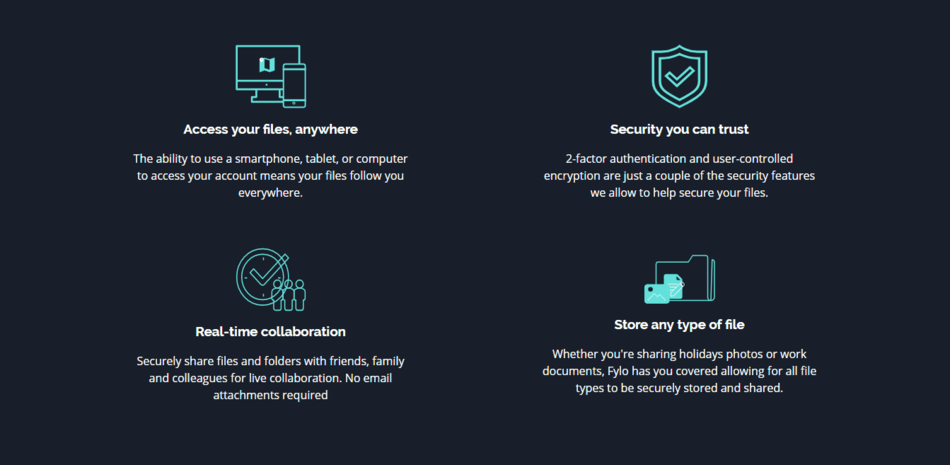 Access your files, anywhere
The ability to use a smartphone, tablet, or computer
to access your account means your files follow you
everywhere.
Security you can trust
2-factor authentication and user-controlled
encryption are just a couple of the security features
we allow to help secure your files.
Real-time collaboration
Securely share files and folders with friends, family
and colleagues for live collaboration. No email
attachments required
Store any type of file
Whether you're sharing holidays photos or work
documents, Fylo has you covered allowing for all file
types to be securely stored and shared.